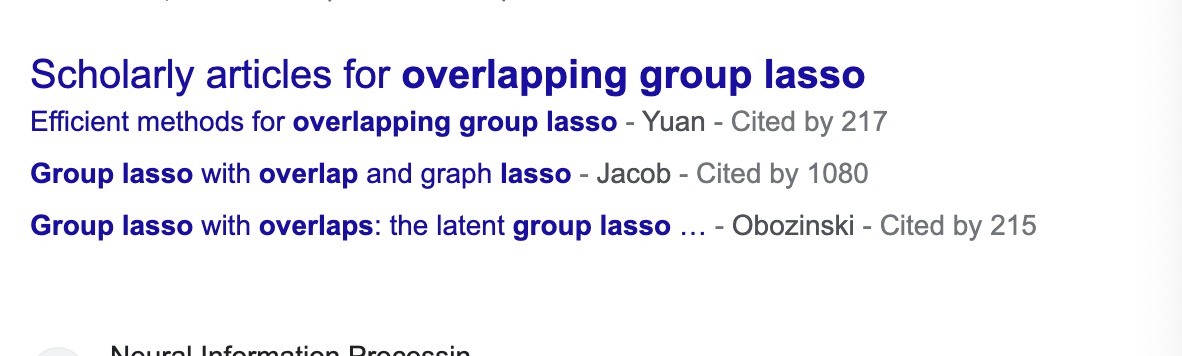 Scholarly articles for overlapping group lasso
Efficient methods for overlapping group lasso - Yuan - Cited by 217
Group lasso with overlap and graph lasso - Jacob - Cited by 1080
Group lasso with overlaps: the latent group lasso … - Obozinski - Cited by 215
Neural Information Processin